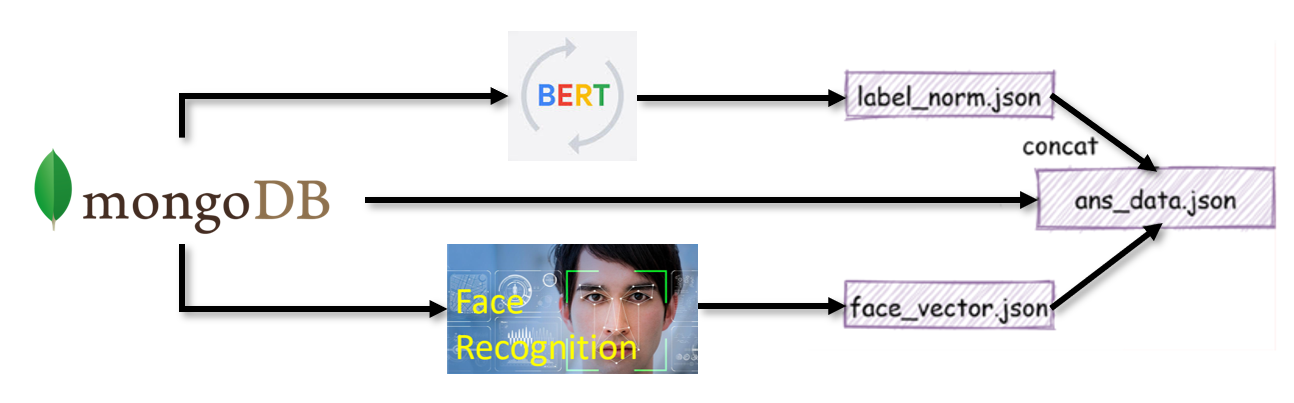 BERT
label_norm.json
concat
mongoDB
ans_data.json
Face
Recognition
face_vector.json